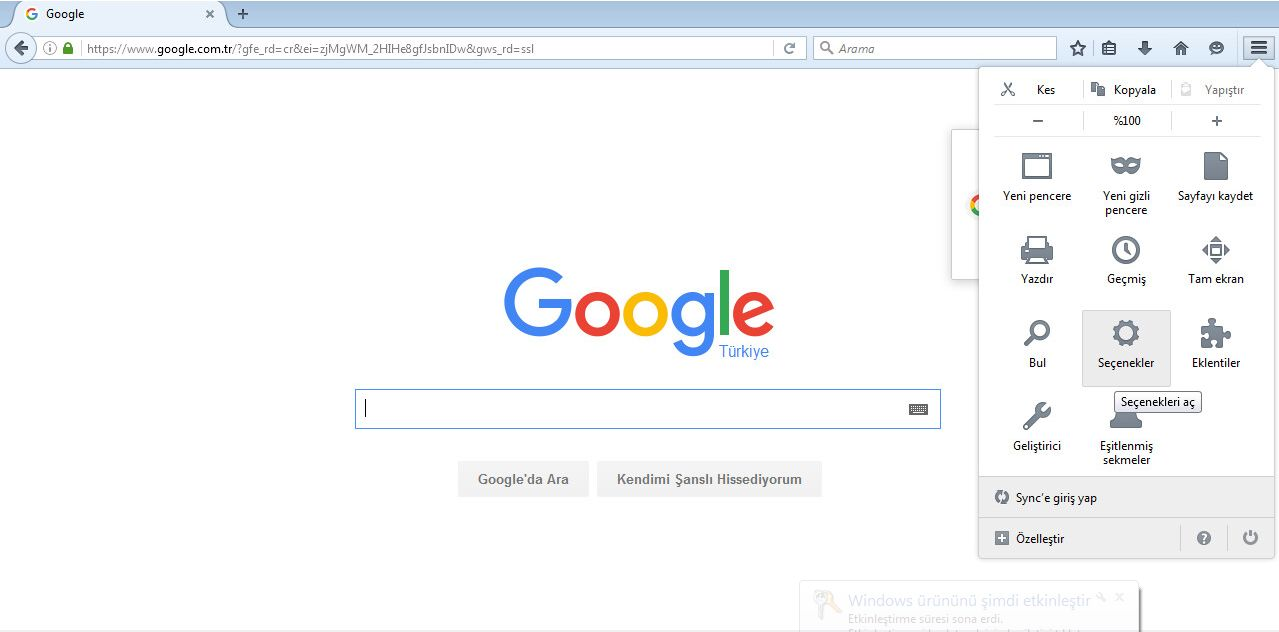 Google
https://www.google.com.tr/?gfe_rd=cr&ei=zjMgWM_2HIHe8gfJsbnIDw&gws_rd=ssl
Arama
Kes Kopyala Yapıştır
− %100 +
Yeni pencere Yeni gizli pencere Sayfayı kaydet
Yazdır Geçmiş Tam ekran
Bul Seçenekler Eklentiler
Seçenekleri aç
Geliştirici Eşitlenmiş sekmeler
Sync'e giriş yap
Özelleştir
Google
Türkiye
Google'da Ara Kendimi Şanslı Hissediyorum
Windows ürününü şimdi etkinleştir
Etkinleştirme süresi sona erdi.